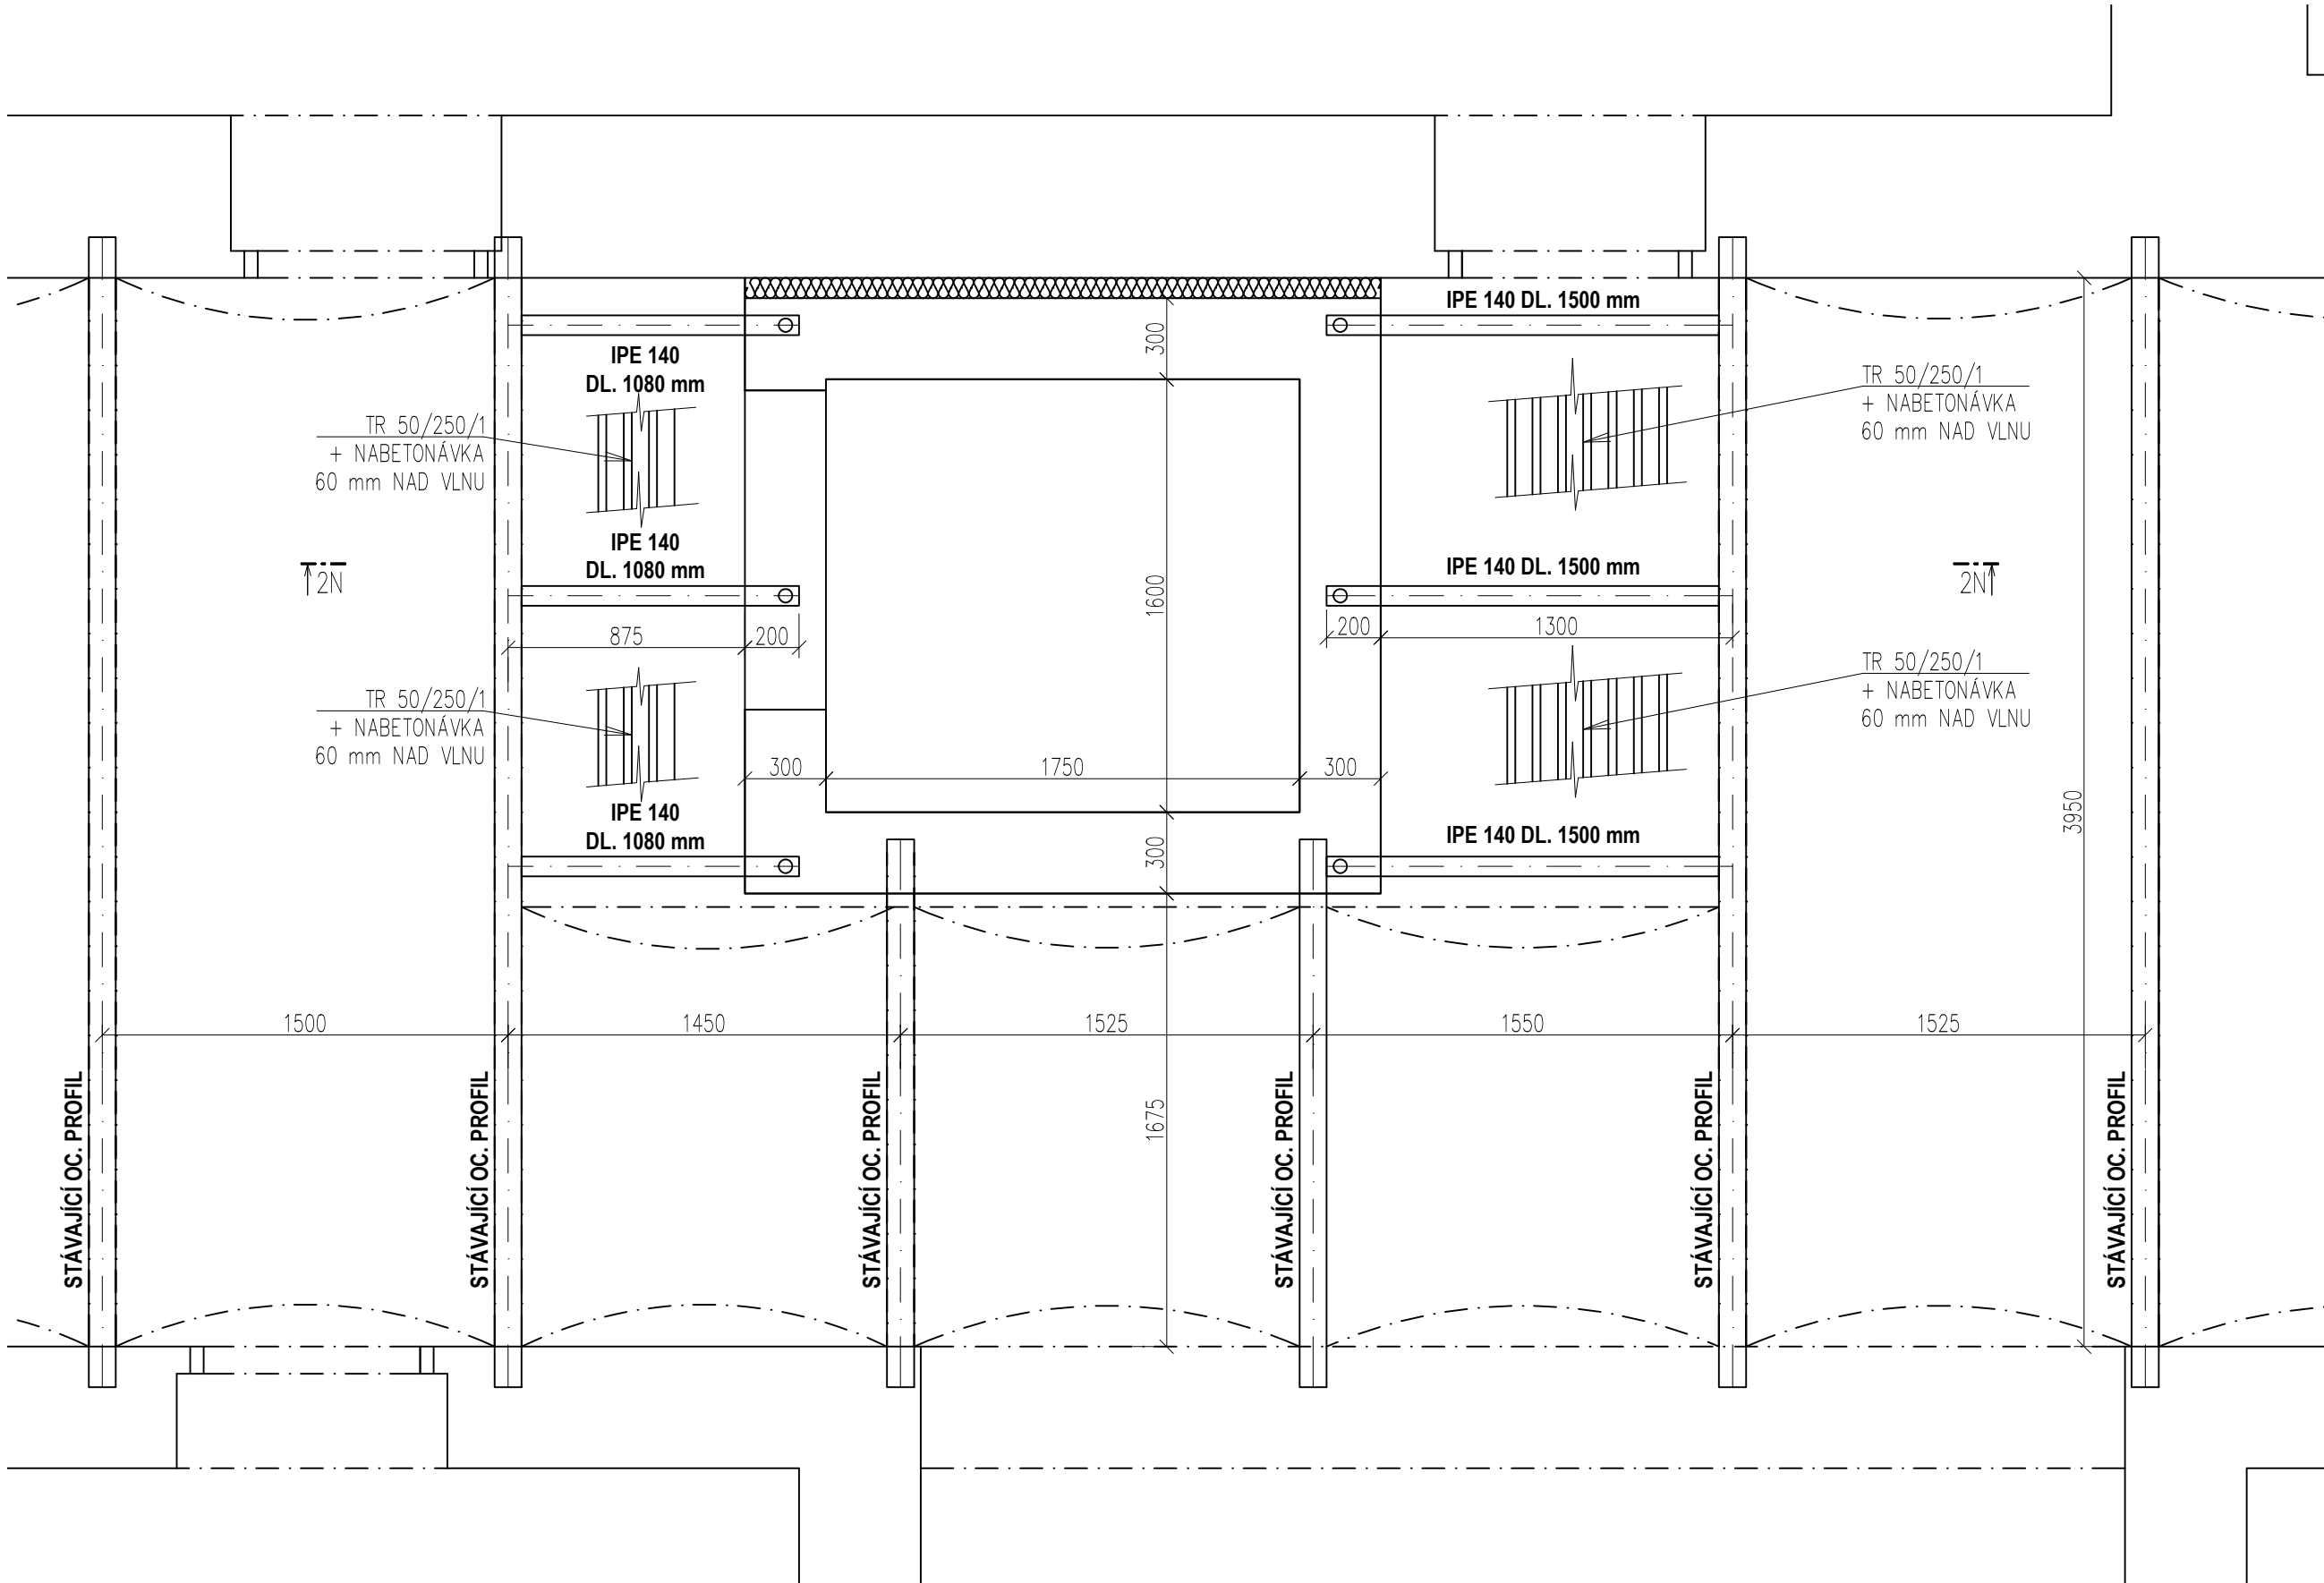 IPE 140 DL. 1500 mm
300
IPE 140
DL. 1080 mm
TR 50/250/1
+ NABETONÁVKA
60 mm NAD VLNU
TR 50/250/1
+ NABETONÁVKA
60 mm NAD VLNU
IPE 140
DL. 1080 mm
IPE 140 DL. 1500 mm
2N
1600
2N
875
200
200
1300
TR 50/250/1
+ NABETONÁVKA
60 mm NAD VLNU
TR 50/250/1
+ NABETONÁVKA
60 mm NAD VLNU
300
1750
300
3950
IPE 140
DL. 1080 mm
300
IPE 140 DL. 1500 mm
1500
1450
1525
1550
1525
1675
STÁVAJÍCÍ OC. PROFIL
STÁVAJÍCÍ OC. PROFIL
STÁVAJÍCÍ OC. PROFIL
STÁVAJÍCÍ OC. PROFIL
STÁVAJÍCÍ OC. PROFIL
STÁVAJÍCÍ OC. PROFIL